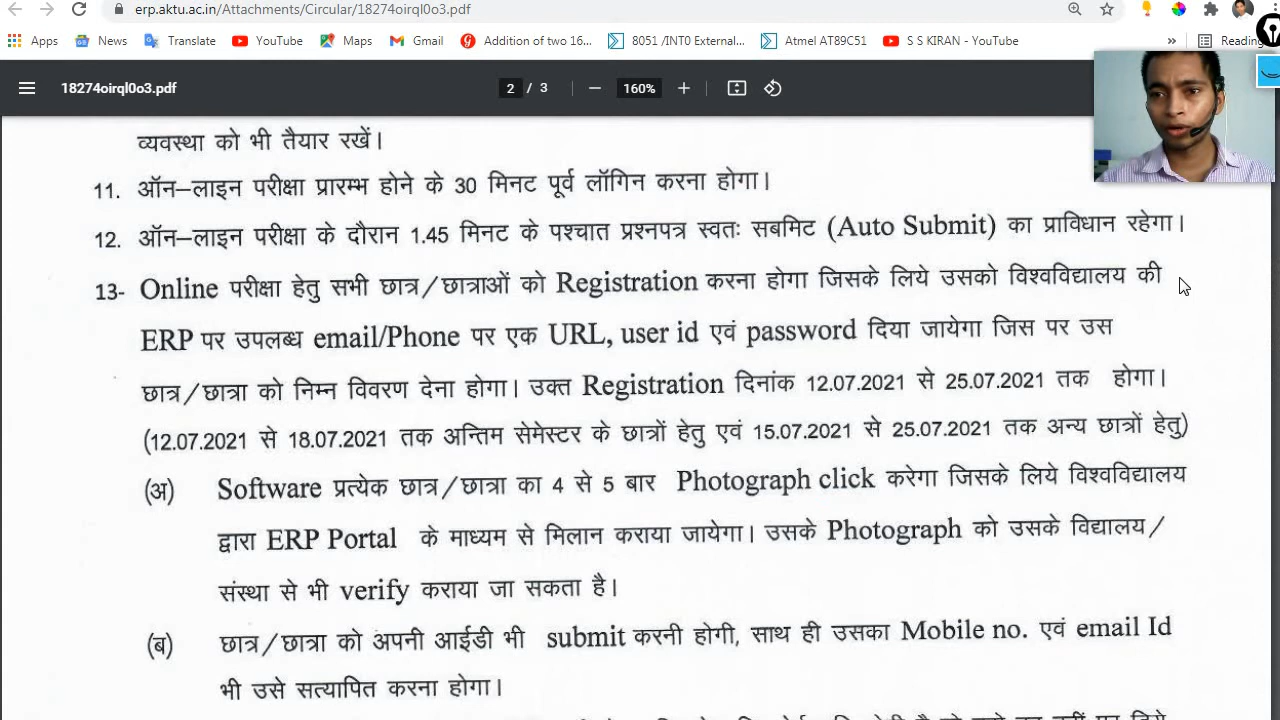 erp.aktu.ac.in/Attachments/Circular/18274oirql0o3.pdf
Apps News Translate YouTube Maps Gmail Addition of two 16... 8051 /INT0 External... Atmel AT89C51 S S KIRAN - YouTube » Reading
18274oirql0o3.pdf 2 / 3 160%
व्यवस्था को भी तैयार रखें।
11. ऑन–लाइन परीक्षा प्रारम्भ होने के 30 मिनट पूर्व लॉगिन करना होगा।
12. ऑन–लाइन परीक्षा के दौरान 1.45 मिनट के पश्चात प्रश्नपत्र स्वतः सबमिट (Auto Submit) का प्राविधान रहेगा।
13- Online परीक्षा हेतु सभी छात्र/छात्राओं को Registration करना होगा जिसके लिये उसको विश्वविद्यालय की
ERP पर उपलब्ध email/Phone पर एक URL, user id एवं password दिया जायेगा जिस पर उस
छात्र/छात्रा को निम्न विवरण देना होगा। उक्त Registration दिनांक 12.07.2021 से 25.07.2021 तक होगा।
(12.07.2021 से 18.07.2021 तक अन्तिम सेमेस्टर के छात्रों हेतु एवं 15.07.2021 से 25.07.2021 तक अन्य छात्रों हेतु)
(अ) Software प्रत्येक छात्र/छात्रा का 4 से 5 बार Photograph click करेगा जिसके लिये विश्वविद्यालय
द्वारा ERP Portal के माध्यम से मिलान कराया जायेगा। उसके Photograph को उसके विद्यालय/
संस्था से भी verify कराया जा सकता है।
(ब) छात्र/छात्रा को अपनी आईडी भी submit करनी होगी, साथ ही उसका Mobile no. एवं email Id
भी उसे सत्यापित करना होगा।